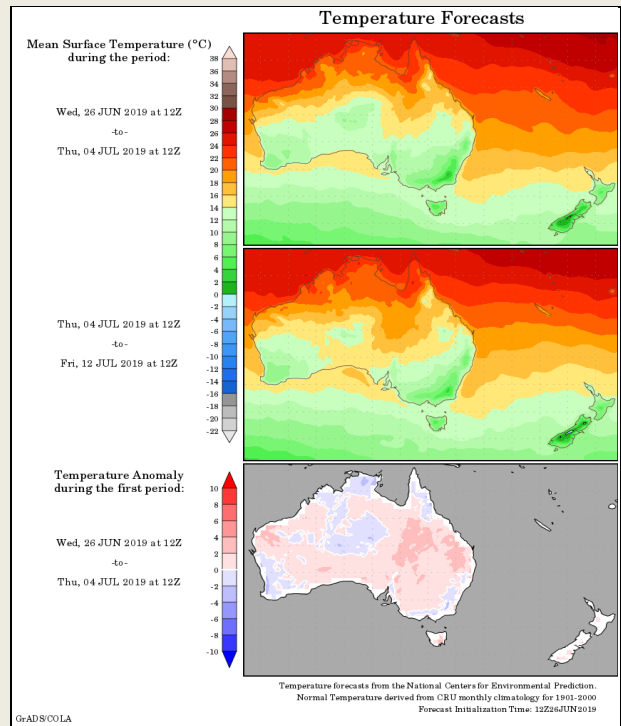 Temperature Forecasts
Mean Surface Temperature (°C)
during the period:
Wed, 26 JUN 2019 at 12Z
-to-
Thu, 04 JUL 2019 at 12Z
38
36
34
32
30
28
26
24
22
20
18
16
14
12
10
8
6
4
2
0
-2
-4
-6
-8
-10
-12
-14
-16
-17
-18
-20
-22
Thu, 04 JUL 2019 at 12Z
-to-
Fri, 12 JUL 2019 at 12Z
Temperature Anomaly
during the first period:
Wed, 26 JUN 2019 at 12Z
-to-
Thu, 04 JUL 2019 at 12Z
10
8
6
4
2
0
-2
-4
-6
-8
-10
Temperature forecasts from the National Centers for Environmental Prediction.
Normal Temperature derived from CRU monthly climatology for 1901-2000
Forecast Initialization Time: 12Z26JUN2019
GrADS/COLA